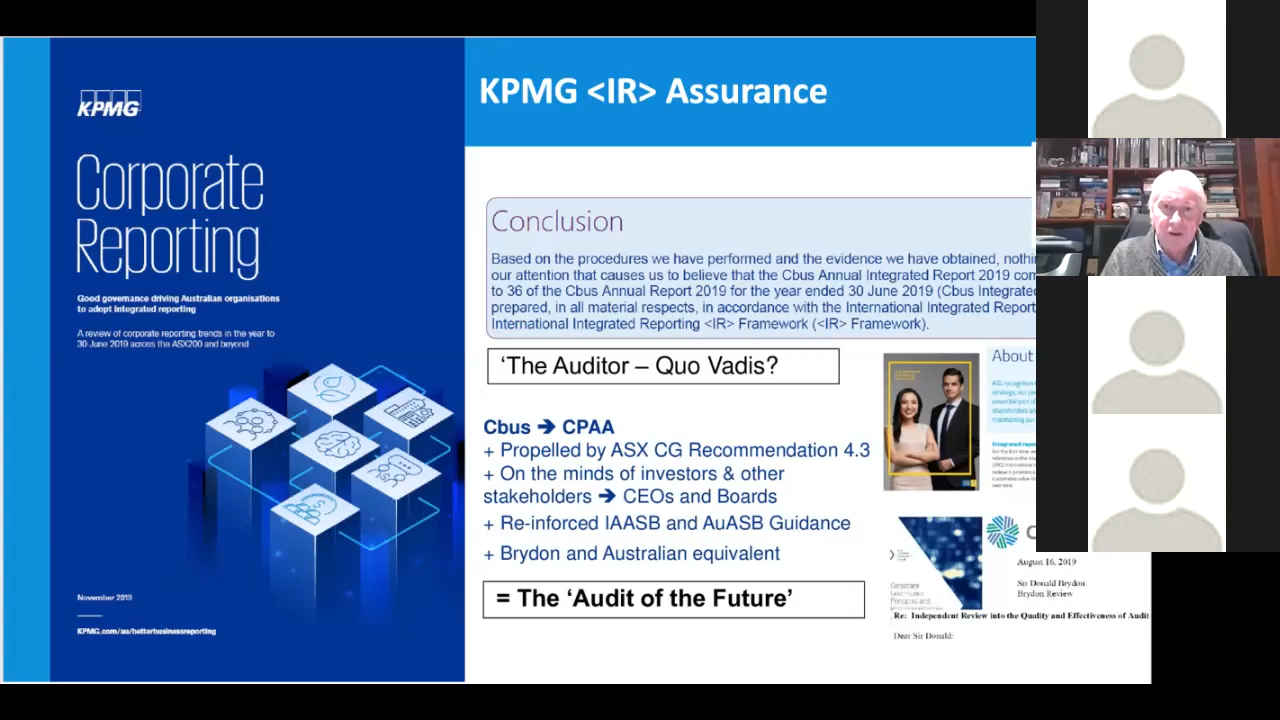 KPMG
Corporate
Reporting
Good governance driving Australian organisations
to adopt integrated reporting
A review of corporate reporting trends in the year to
30 June 2019 across the ASX200 and beyond
November 2019
KPMG.com/au/betterbusinessreporting
KPMG <IR> Assurance
Conclusion
Based on the procedures we have performed and the evidence we have obtained,
our attention that causes us to believe that the Cbus Annual Integrated Report 2019
to 36 of the Cbus Annual Report 2019 for the year ended 30 June 2019 (Cbus
prepared, in all material respects, in accordance with the International Integrated
International Integrated Reporting <IR> Framework (<IR> Framework).
‘The Auditor – Quo Vadis?
Cbus ➔ CPAA
+ Propelled by ASX CG Recommendation 4.3
+ On the minds of investors & other
stakeholders ➔ CEOs and Boards
+ Re-inforced IAASB and AuASB Guidance
+ Brydon and Australian equivalent
= The ‘Audit of the Future’
About
August 16, 2019
Sir Donald Brydon
Brydon Review
Re: Independent Review into the Quality and Effectiveness of Audit
Dear Sir Donald: